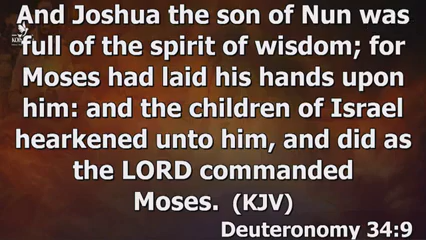 And Joshua the son of Nun was
full of the spirit of wisdom; for
Moses had laid his hands upon
him: and the children of Israel
hearkened unto him, and did as
the LORD commanded
Moses. (KJV)
Deuteronomy 34:9